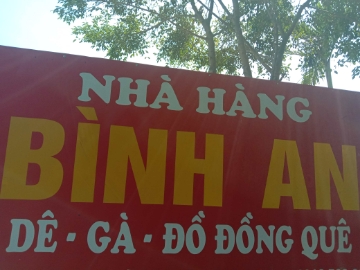 NHÀ HÀNG
BÌNH AN
DÊ - GÀ - ĐỒ ĐỒNG QUÊ